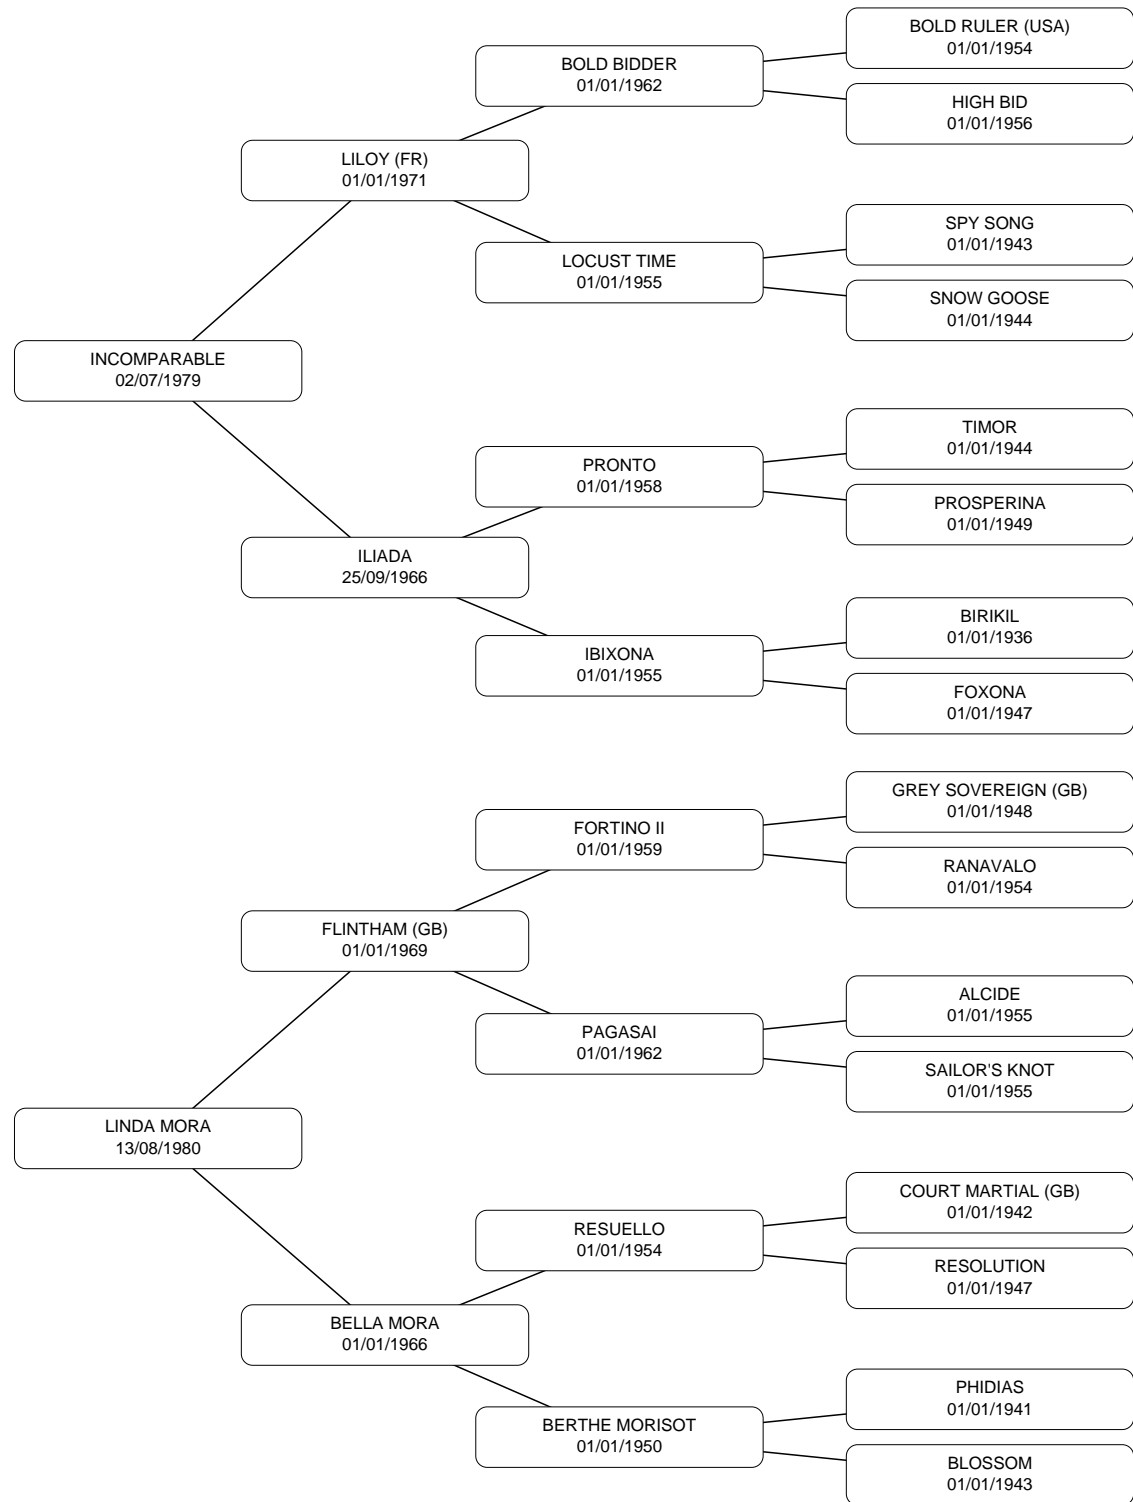 BOLD RULER (USA)
01/01/1954
BOLD BIDDER
01/01/1962
HIGH BID
01/01/1956
LILOY (FR)
01/01/1971
SPY SONG
01/01/1943
LOCUST TIME
01/01/1955
SNOW GOOSE
01/01/1944
INCOMPARABLE
02/07/1979
TIMOR
01/01/1944
PRONTO
01/01/1958
PROSPERINA
01/01/1949
ILIADA
25/09/1966
BIRIKIL
01/01/1936
IBIXONA
01/01/1955
FOXONA
01/01/1947
GREY SOVEREIGN (GB)
01/01/1948
FORTINO II
01/01/1959
RANAVALO
01/01/1954
FLINTHAM (GB)
01/01/1969
ALCIDE
01/01/1955
PAGASAI
01/01/1962
SAILOR'S KNOT
01/01/1955
LINDA MORA
13/08/1980
COURT MARTIAL (GB)
01/01/1942
RESUELLO
01/01/1954
RESOLUTION
01/01/1947
BELLA MORA
01/01/1966
PHIDIAS
01/01/1941
BERTHE MORISOT
01/01/1950
BLOSSOM
01/01/1943